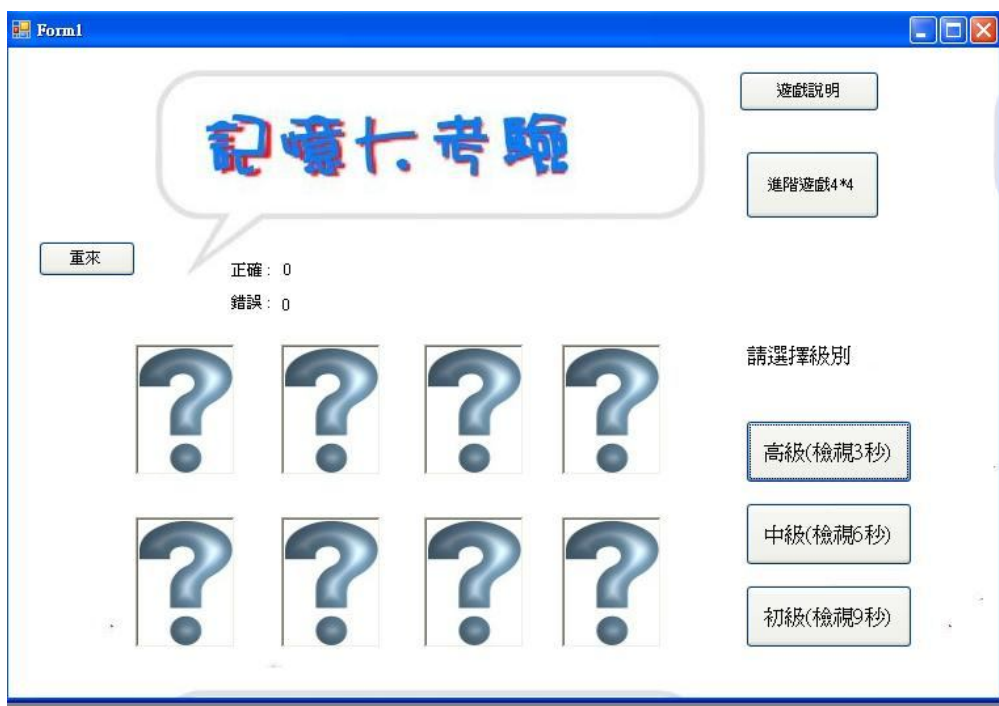 Form1
記憶大考驗
遊戲說明
進階遊戲4*4
重來
正確： 0
錯誤： 0
請選擇級別
高級(檢視3秒)
中級(檢視6秒)
初級(檢視9秒)